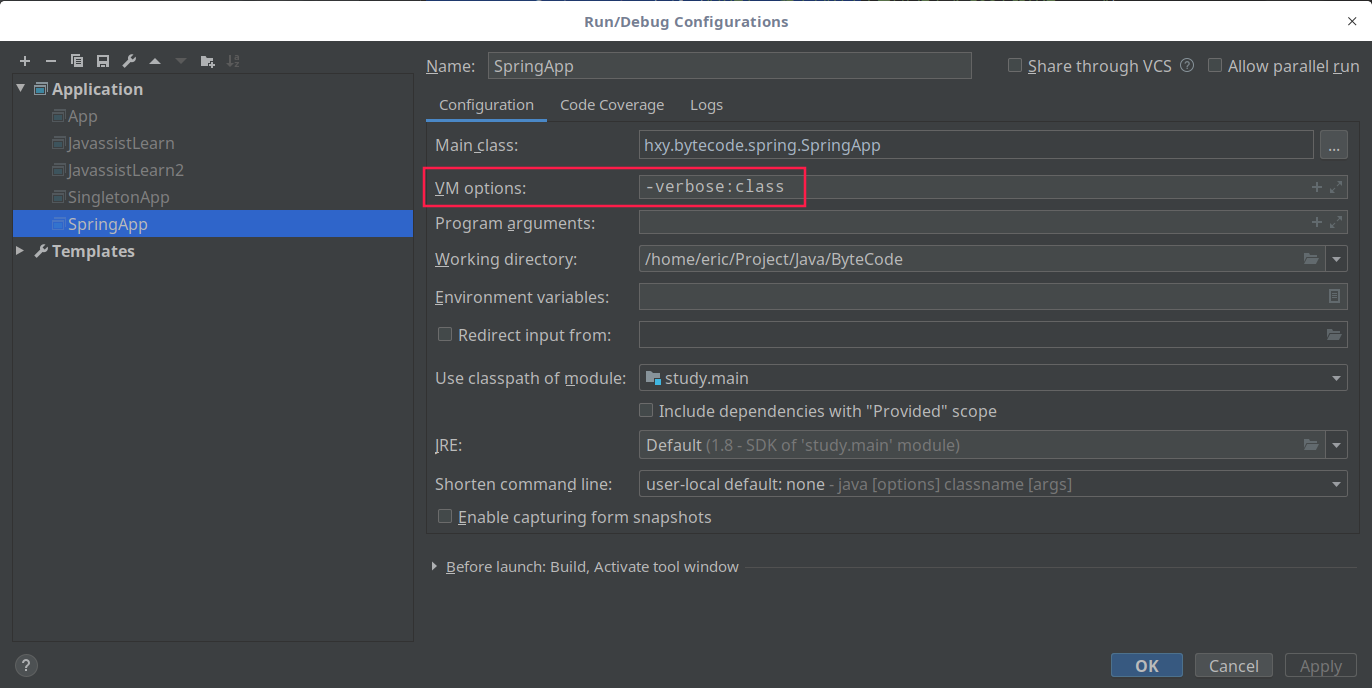 Run/Debug Configurations
Name: SpringApp Share through VCS ? Allow parallel run
Application
App
JavassistLearn
JavassistLearn2
SingletonApp
SpringApp
Templates
Configuration Code Coverage Logs
Main class: hxy.bytecode.spring.SpringApp ...
VM options: -verbose:class
Program arguments:
Working directory: /home/eric/Project/Java/ByteCode
Environment variables:
Redirect input from:
Use classpath of module: study.main
Include dependencies with "Provided" scope
JRE: Default (1.8 - SDK of 'study.main' module)
Shorten command line: user-local default: none - java [options] classname [args]
Enable capturing form snapshots
Before launch: Build, Activate tool window
? OK Cancel Apply